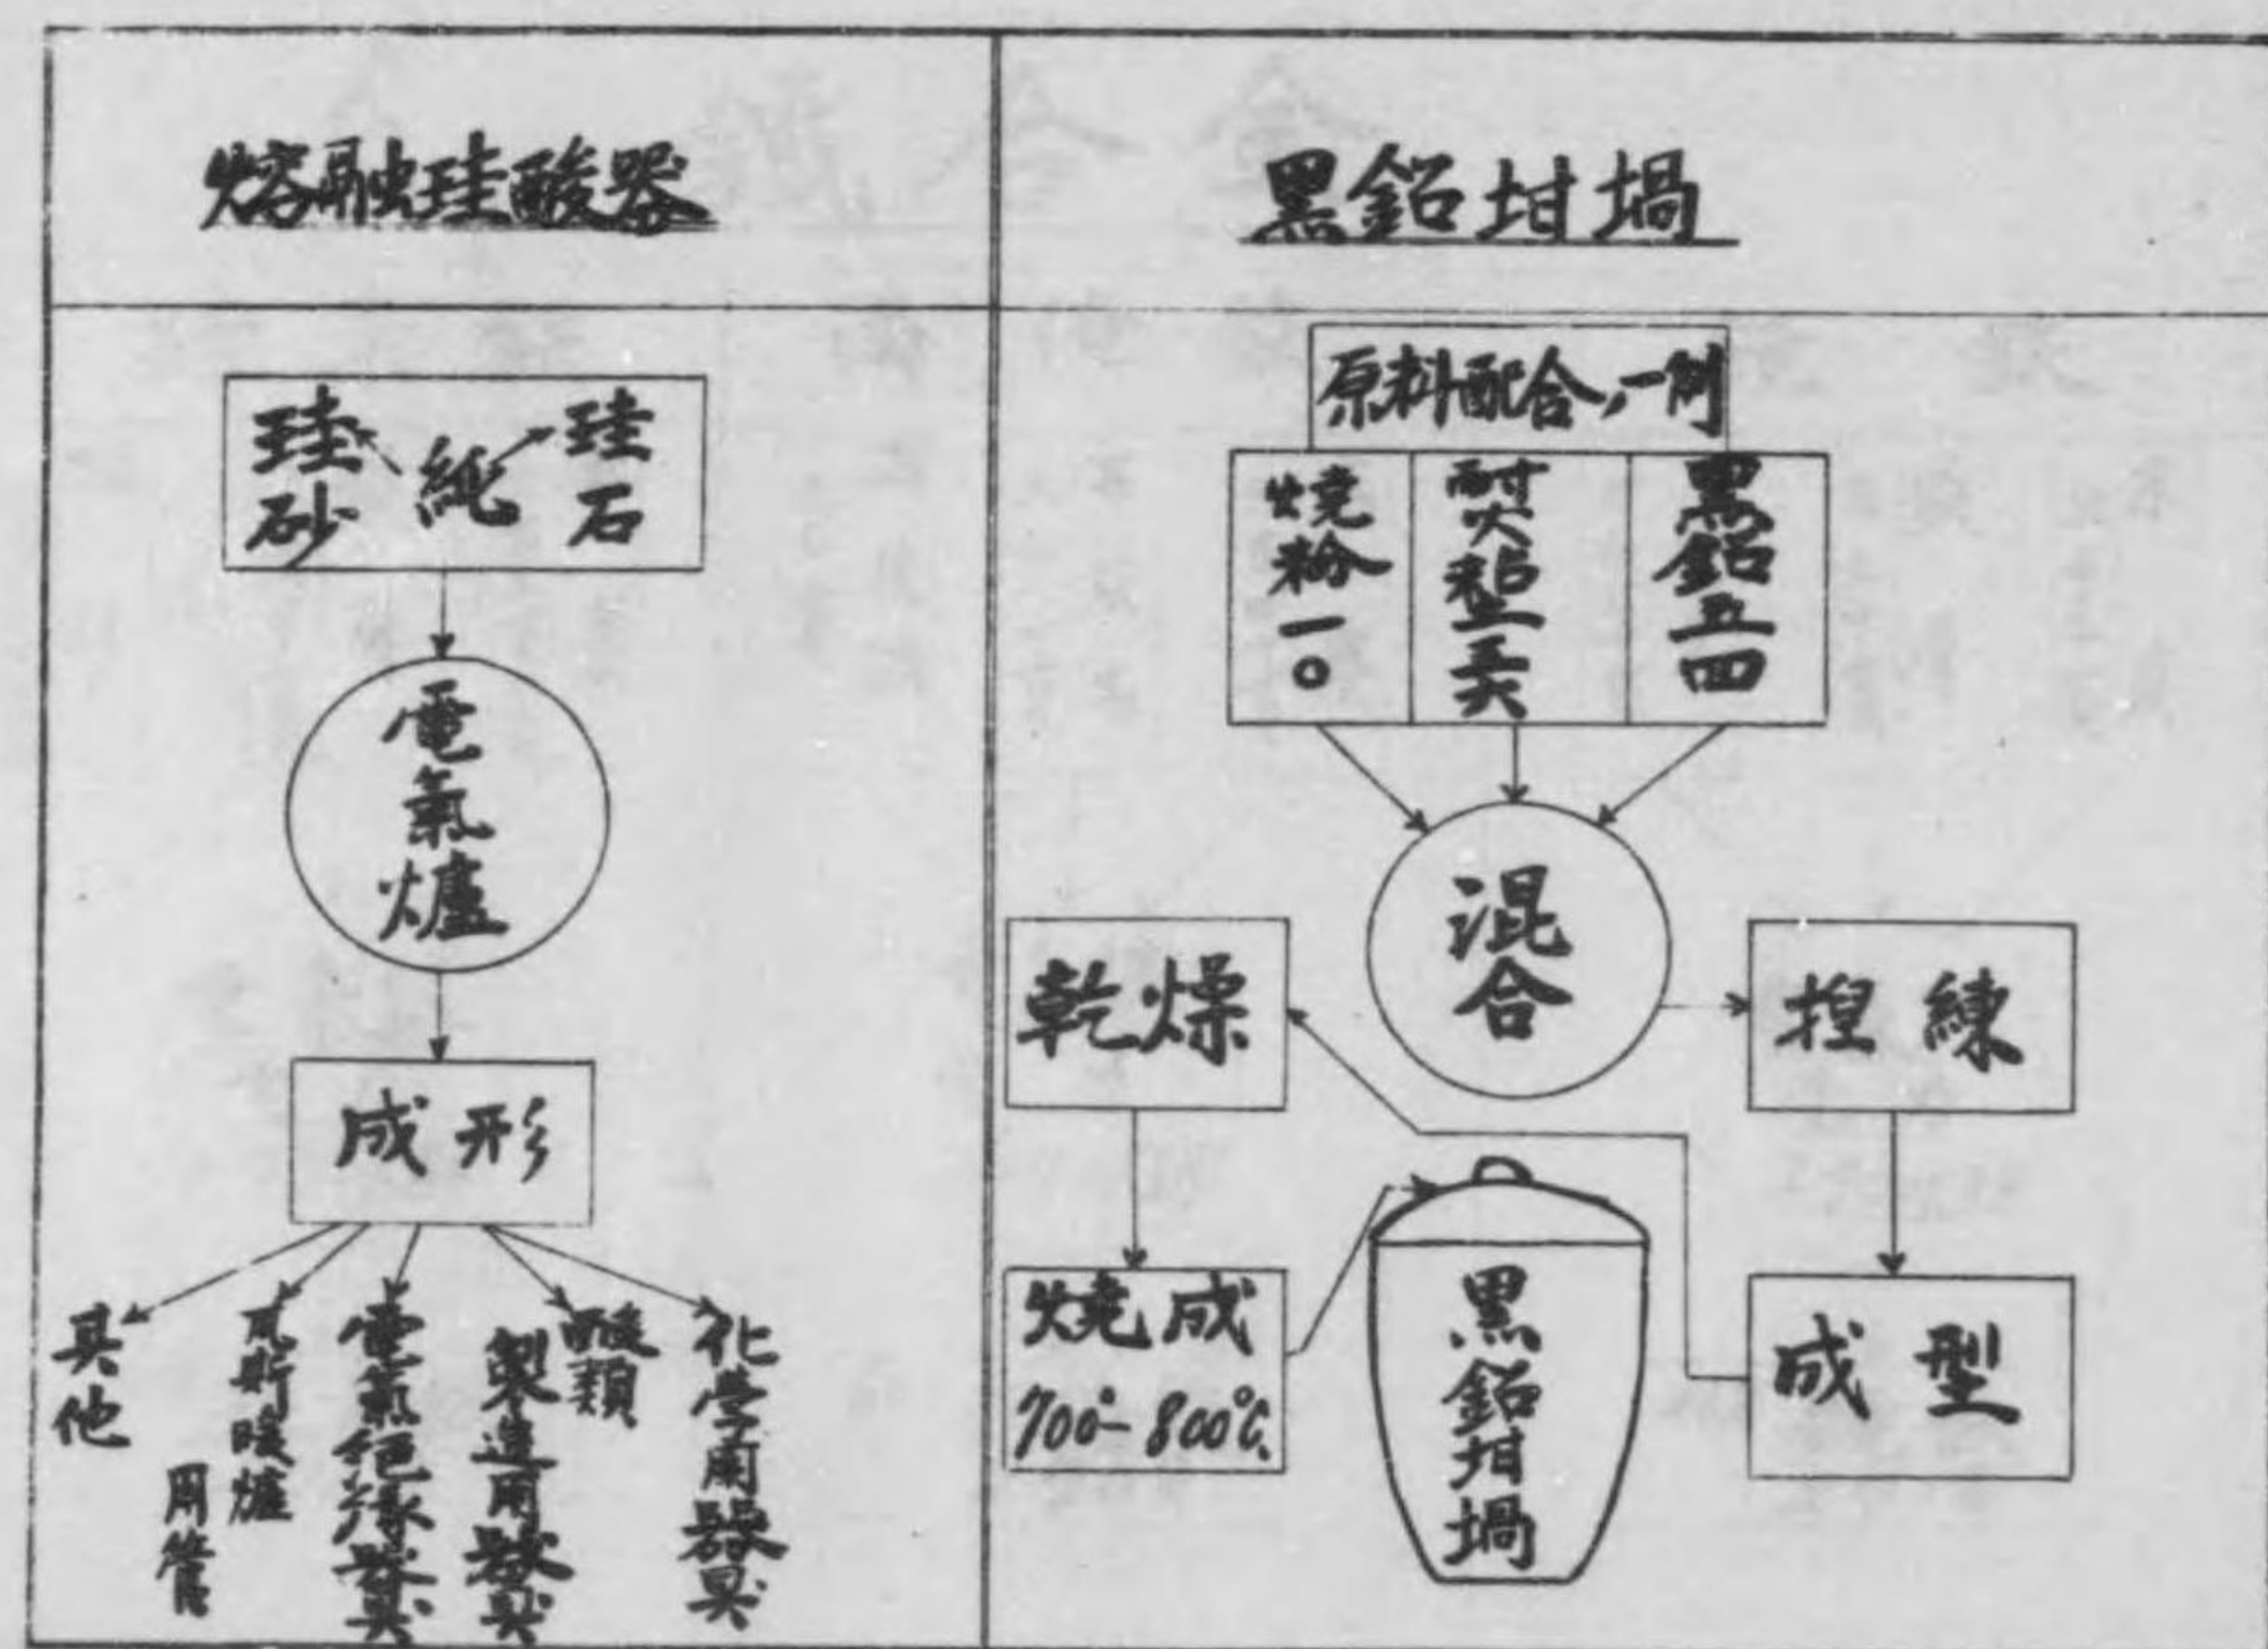 熔融珪酸器
珪砂
純
珪石
電氣爐
成形
化学用器具
酸類
製造用器具
電氣絶縁器具
瓦斯暖爐
用管
其他
黒鉛坩堝
原料配合ノ一例
黒鉛五四
耐火粘土三六
焼粉一〇
混合
捏練
成型
乾燥
焼成
700°-800°C.
黒鉛坩堝